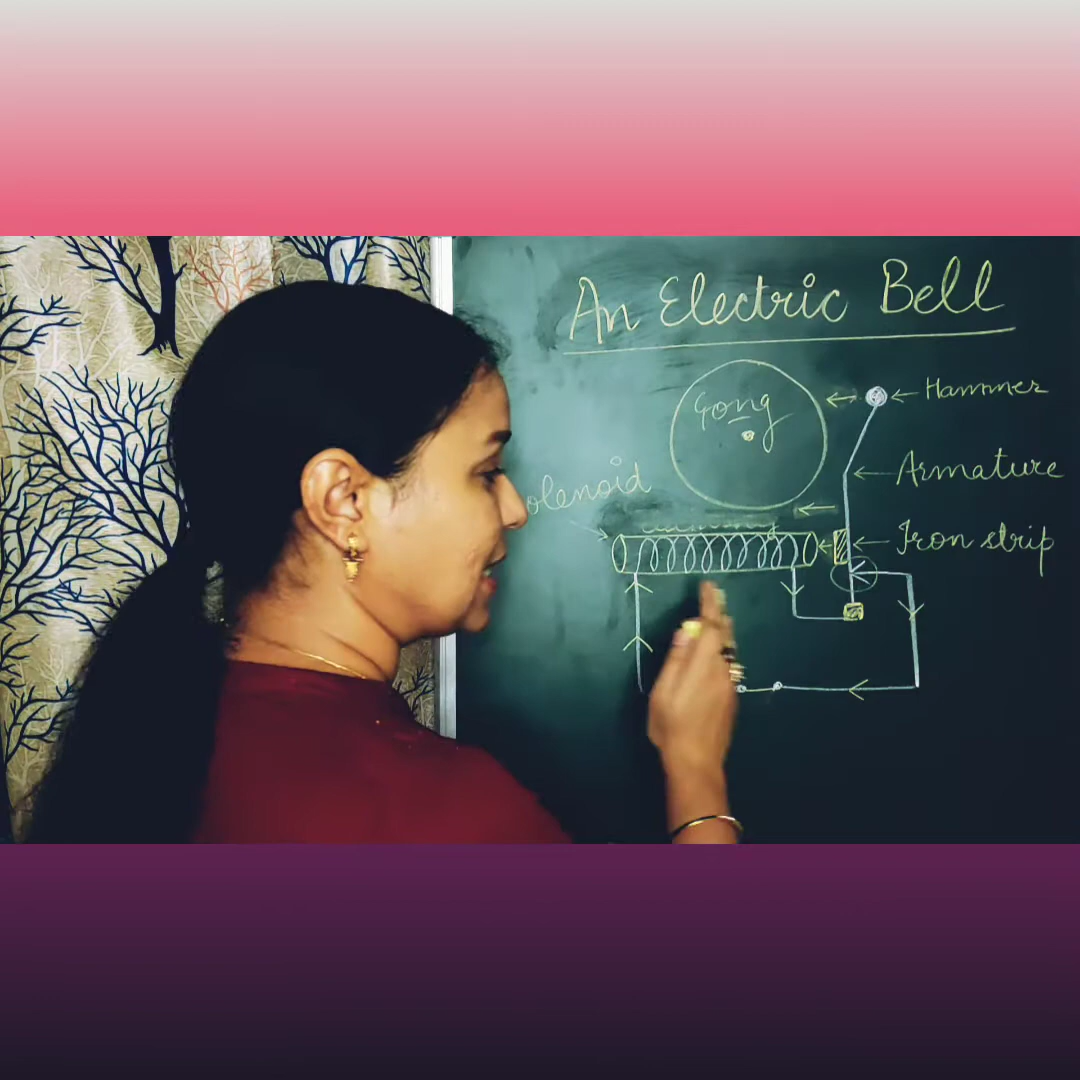 An Electric Bell
Hammer
Gong
Armature
olenoid
Iron strip